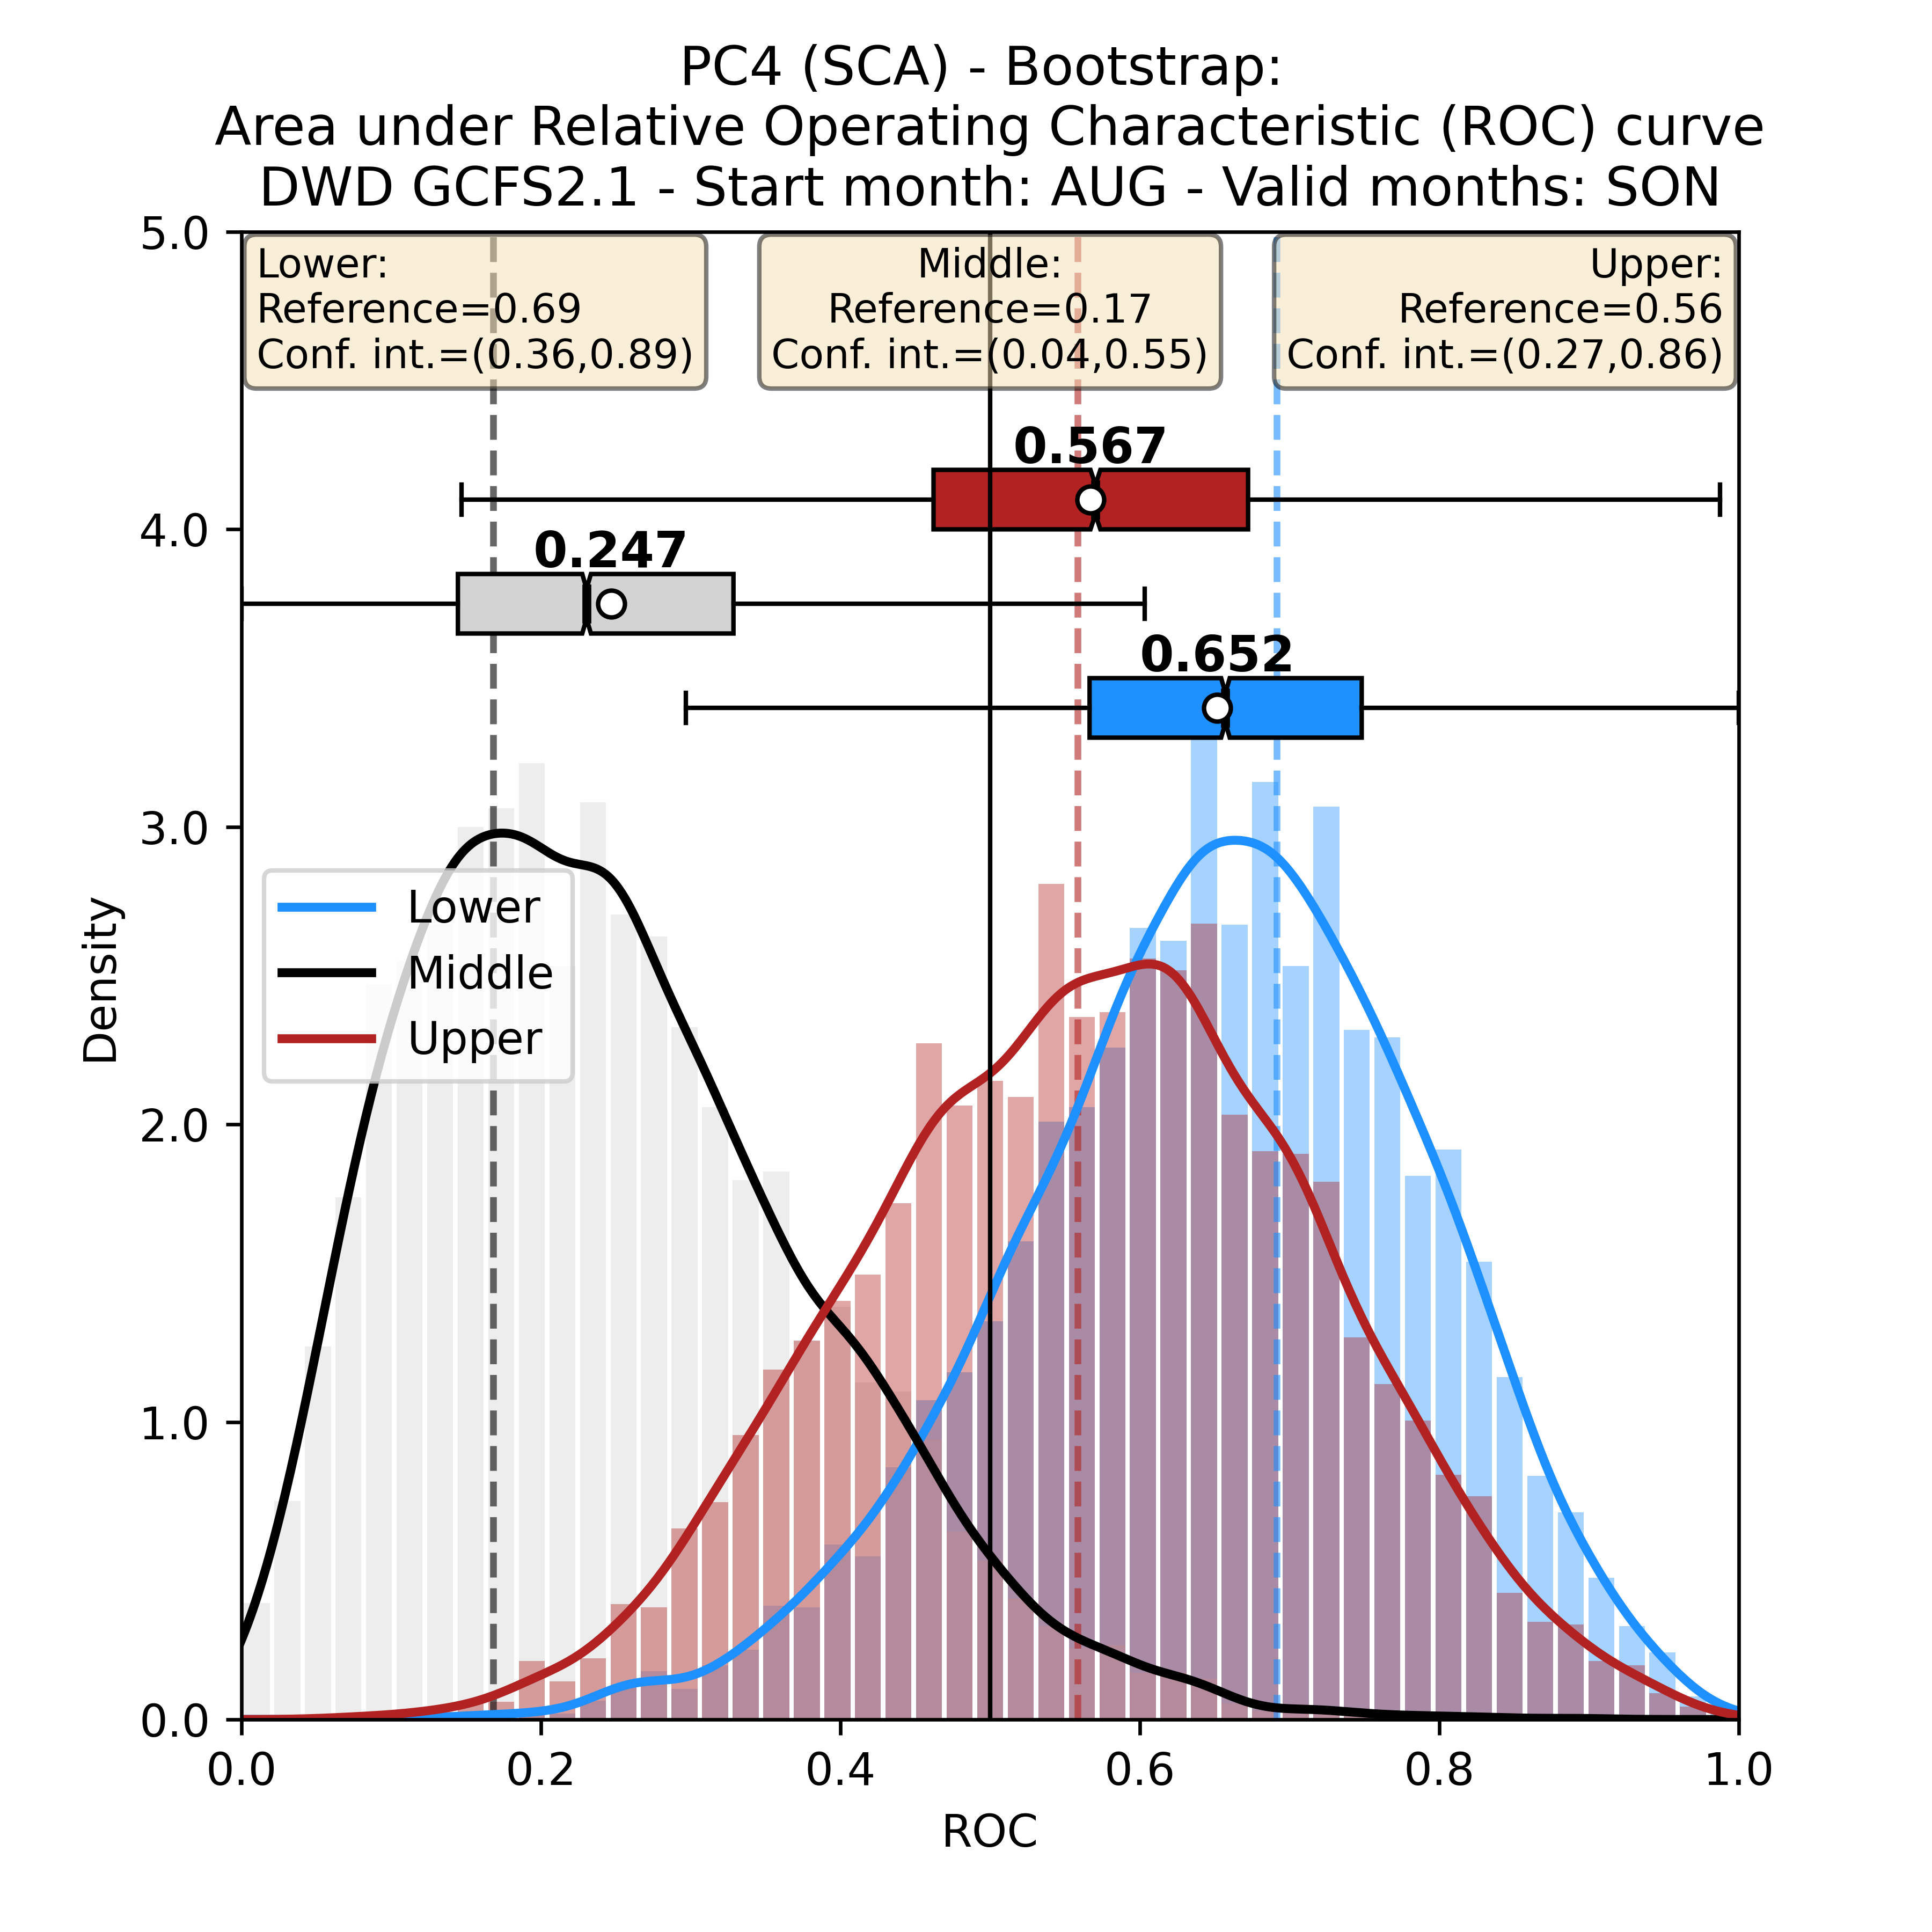 PC4 (SCA) - Bootstrap:
Area under Relative Operating Characteristic (ROC) curve
DWD GCFS2.1 - Start month: AUG - Valid months: SON
Lower:
Reference=0.69
Conf. int.=(0.36,0.89)
Middle:
Reference=0.17
Conf. int.=(0.04,0.55)
Upper:
Reference=0.56
Conf. int.=(0.27,0.86)
0.567
0.247
0.652
Lower
Middle
Upper
Density
5.0
4.0
3.0
2.0
1.0
0.0
0.0 0.2 0.4 0.6 0.8 1.0
ROC